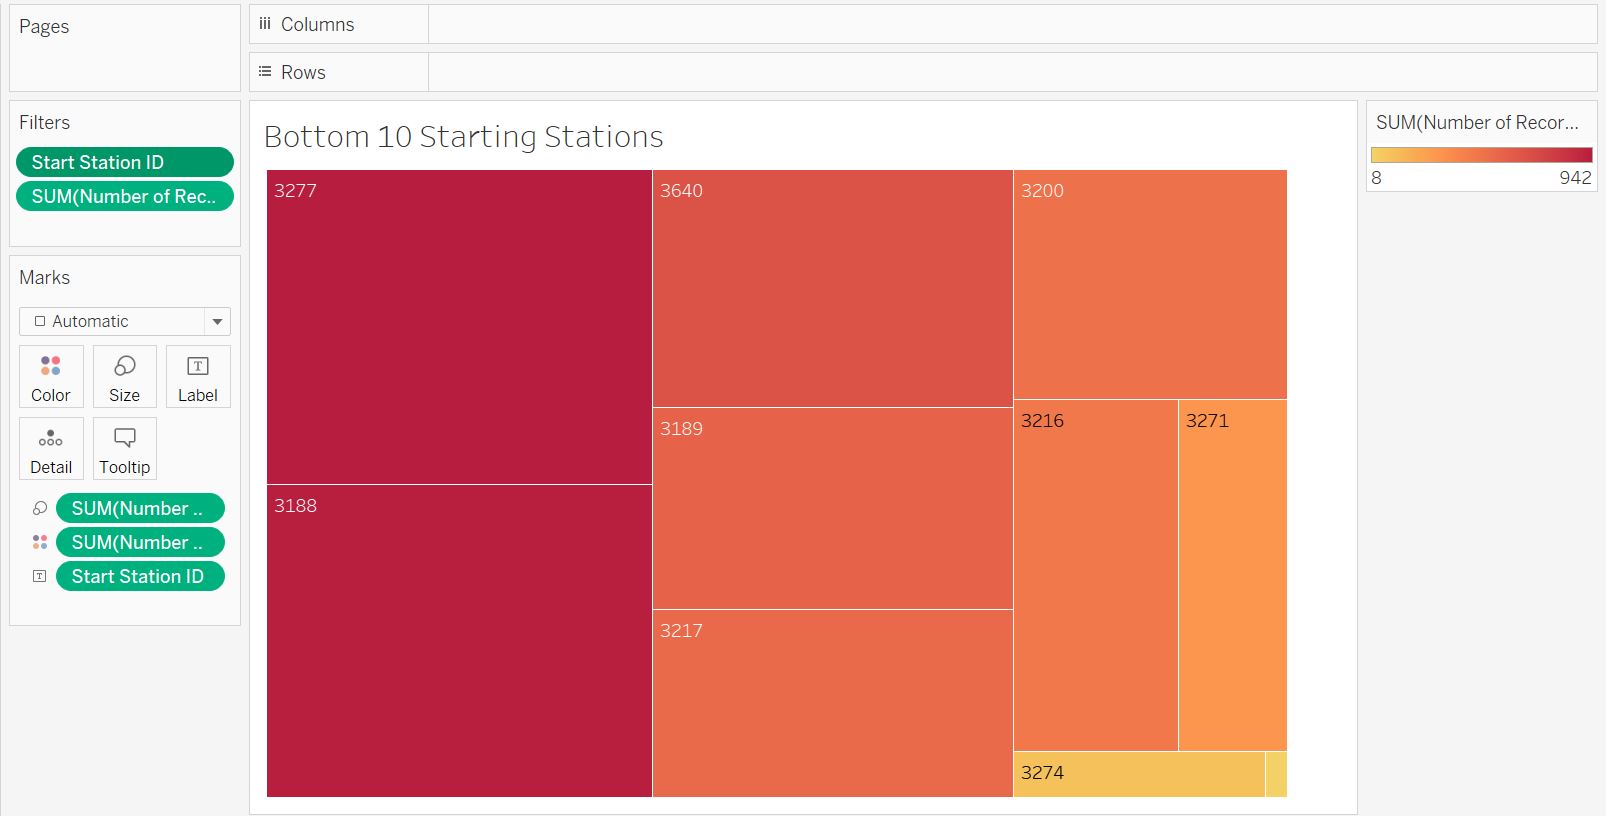 Pages
Columns
Rows
Filters
Start Station ID
SUM(Number of Rec..
Marks
Automatic
Color
Size
Label
Detail
Tooltip
SUM(Number ..
SUM(Number ..
Start Station ID
Bottom 10 Starting Stations
3277
3640
3200
3189
3216
3271
3188
3217
3274
SUM(Number of Recor...
8
942